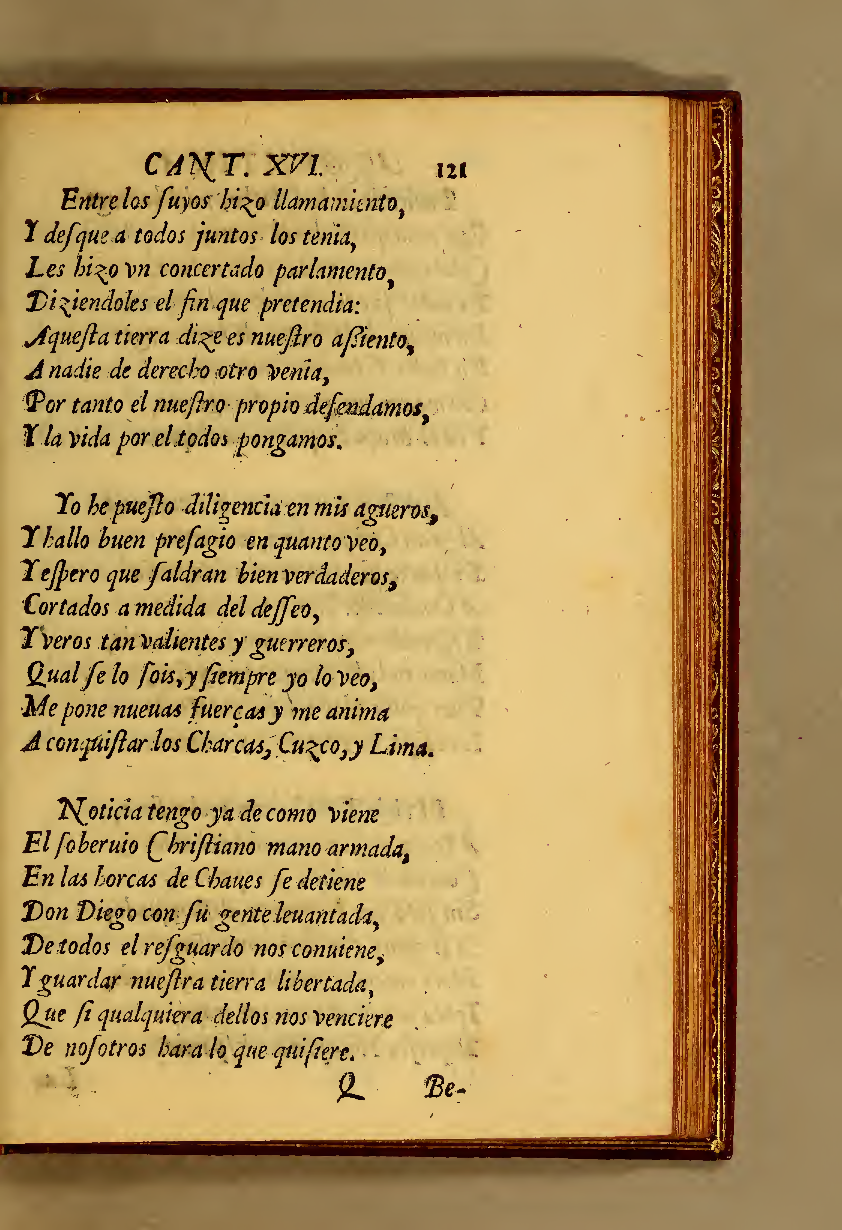 CANT. XVI. 121
Entre los ſuyos hizo llamamiento,
Y deſque a todos juntos los tenia,
Les hizo vn concertado parlamento,
Diziendoles el fin que pretendia:
Aqueſta tierra dize es nueſtro aſsiento,
A nadie de derecho otro venia,
Por tanto el nueſtro propio defendamos,
Y la vida por el todos pongamos.
Yo he pueſto diligencia en mis agueros,
Y hallo buen preſagio en quanto veo,
Y eſpero que ſaldran bien verdaderos,
Cortados a medida del deſſeo,
Y veros tan valientes y guerreros,
Qual ſe lo ſois, y ſiempre yo lo veo,
Me pone nueuas fuerças y me anima
A conquiſtar los Charcas, Cuzco, y Lima.
Noticia tengo ya de como viene
El ſoberuio Chriſtiano mano armada,
En las horcas de Chaues ſe detiene
Don Diego con ſu gente leuantada,
De todos el reſguardo nos conuiene,
Y guardar nueſtra tierra libertada,
Que ſi qualquiera dellos nos venciere
De noſotros hara lo que quiſiere.
Q Be-